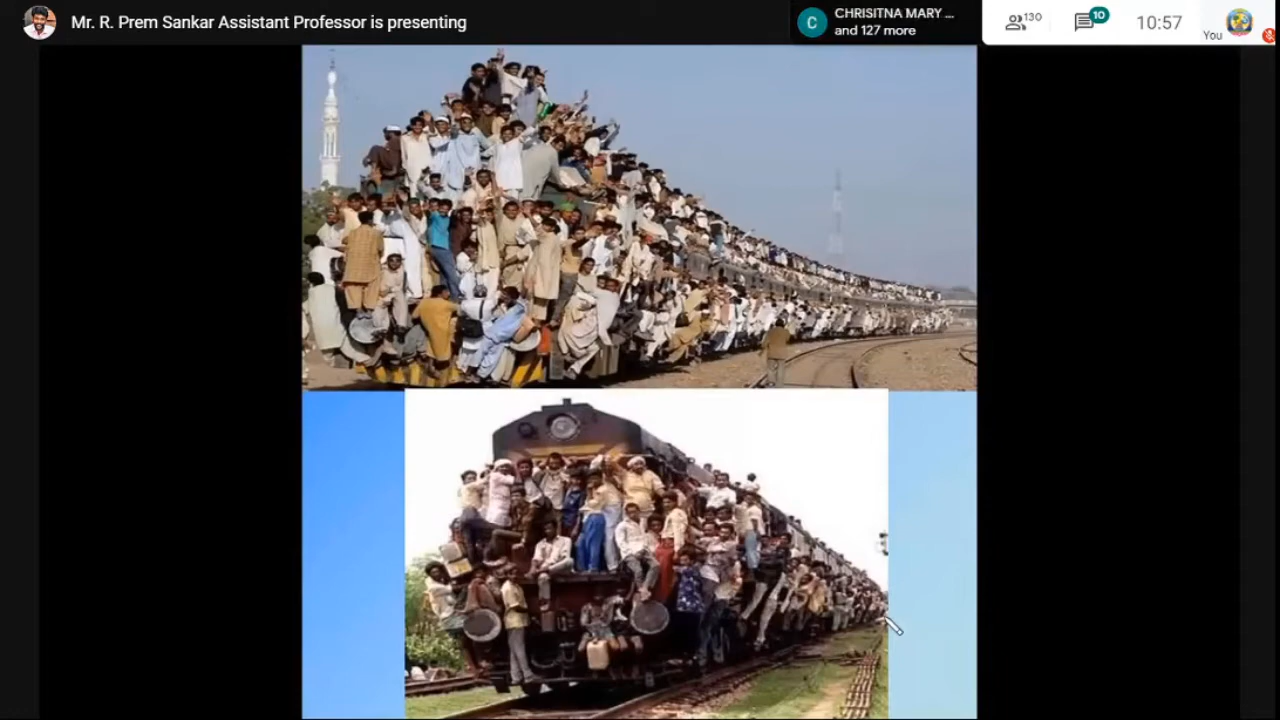 Mr. R. Prem Sankar Assistant Professor is presenting
C
CHRISITNA MARY ...
and 127 more
130
10
10:57
You